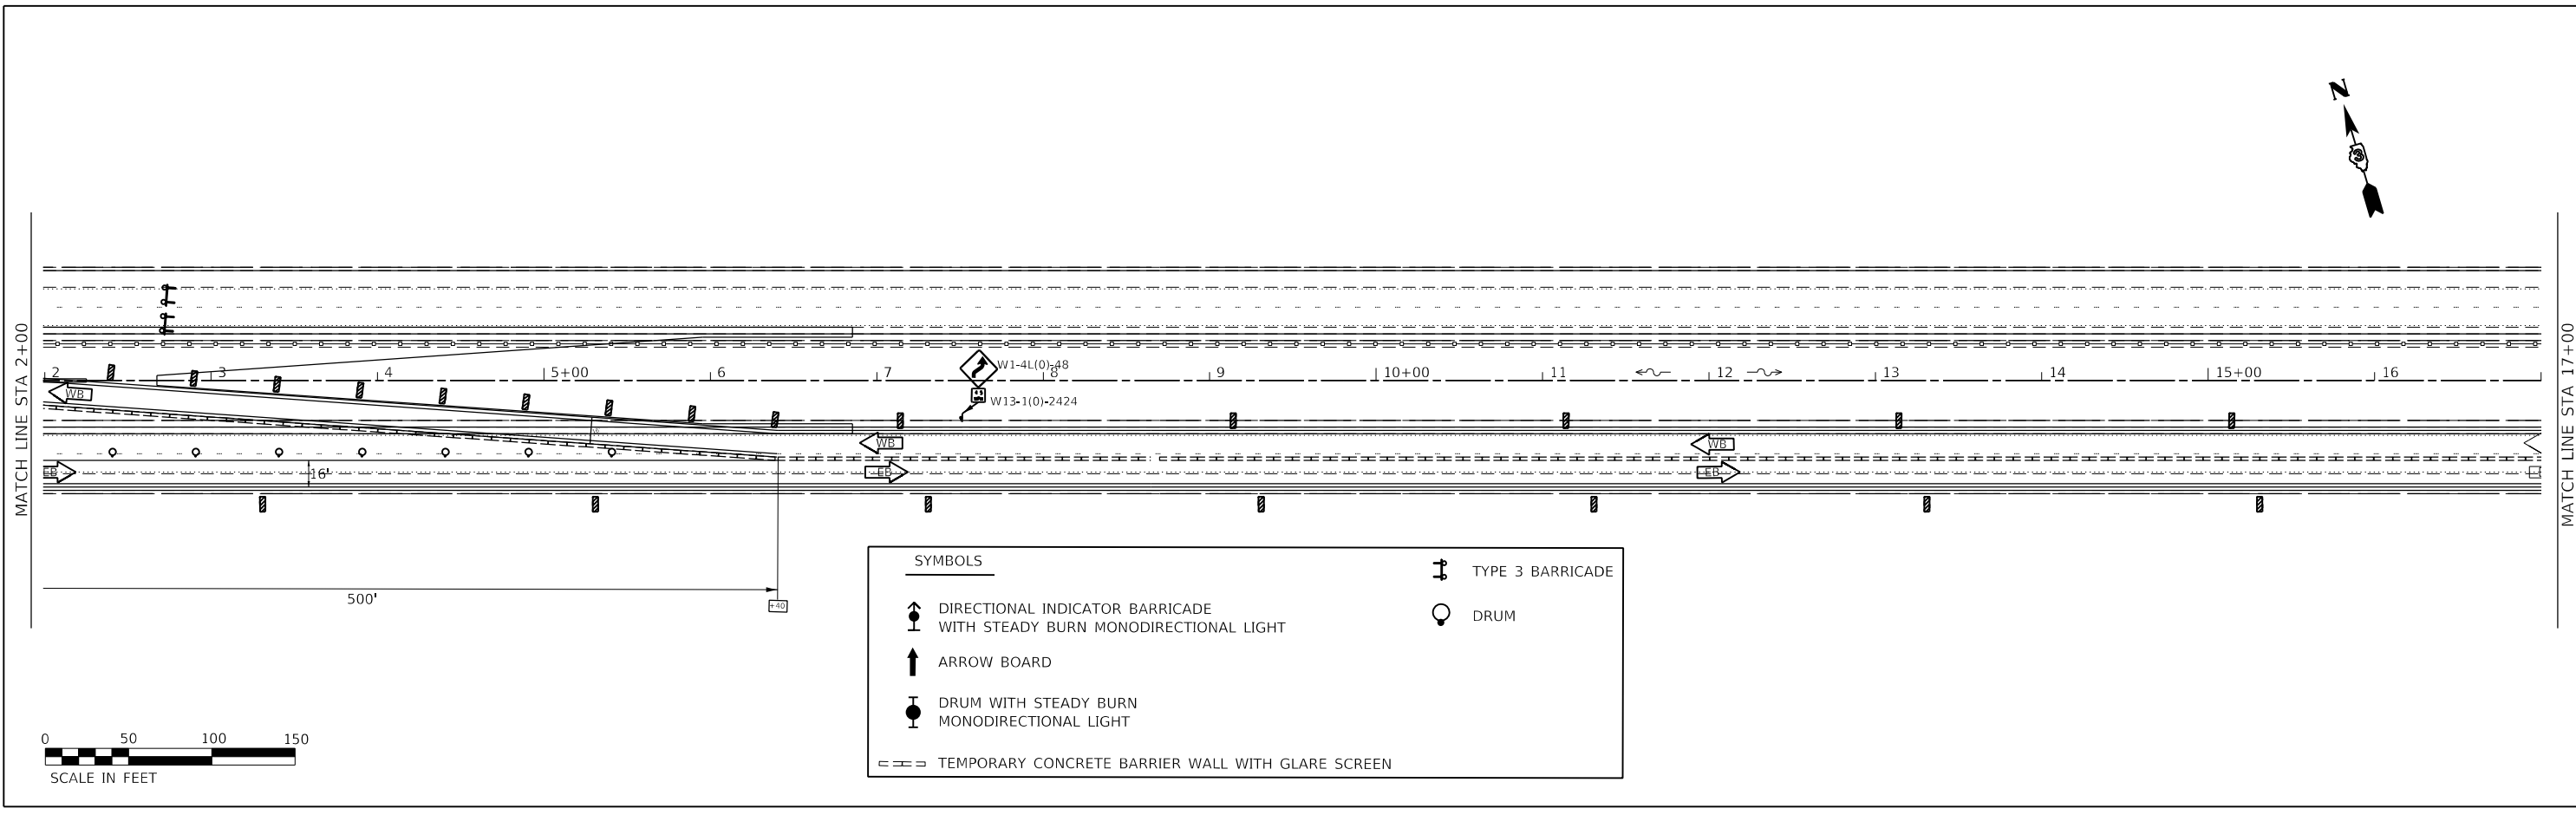 N
3
MATCH LINE STA 2+00
2
3
4
5+00
6
7
8
9
10+00
11
12
13
14
15+00
16
W1-4L(0)-48
W13-1(0)-2424
WB
WB
WB
EB
EB
EB
16'
500'
+40
MATCH LINE STA 17+00
SYMBOLS
DIRECTIONAL INDICATOR BARRICADE
WITH STEADY BURN MONODIRECTIONAL LIGHT
ARROW BOARD
DRUM WITH STEADY BURN
MONODIRECTIONAL LIGHT
TEMPORARY CONCRETE BARRIER WALL WITH GLARE SCREEN
TYPE 3 BARRICADE
DRUM
0 50 100 150
SCALE IN FEET